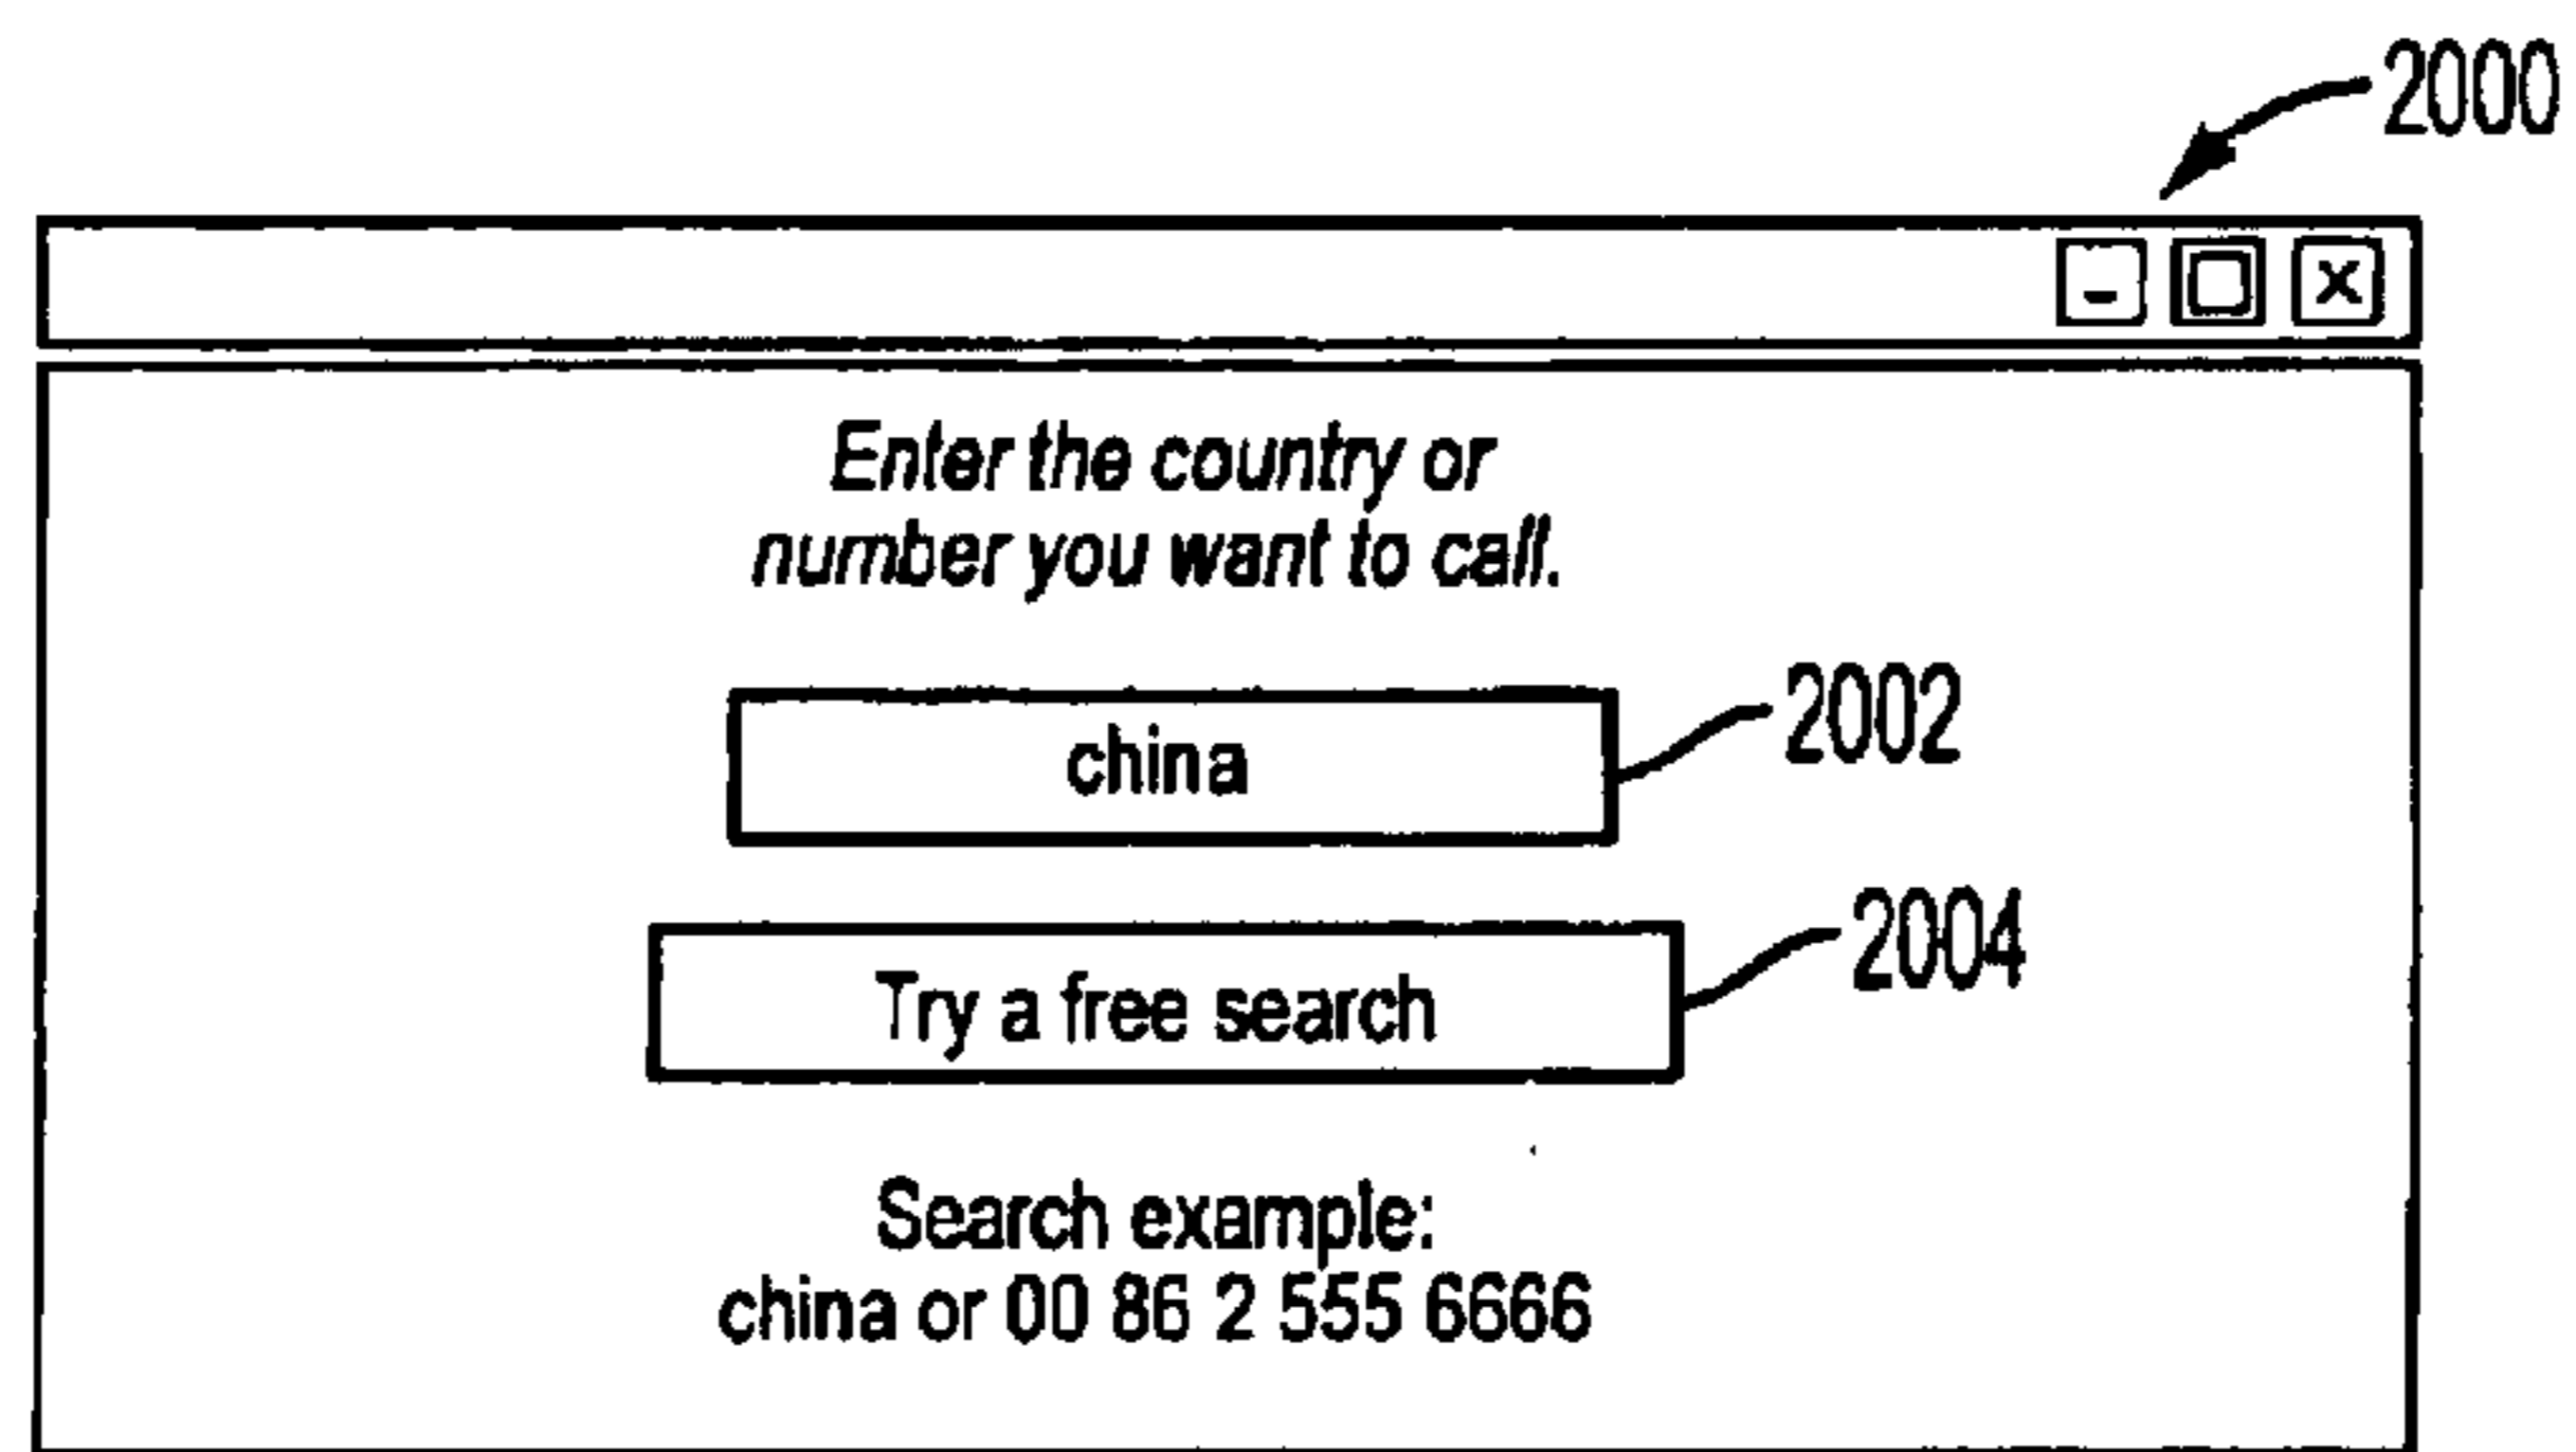 2000
Enter the country or
number you want to call.
china
2002
Try a free search
2004
Search example:
china or 00 86 2 555 6666